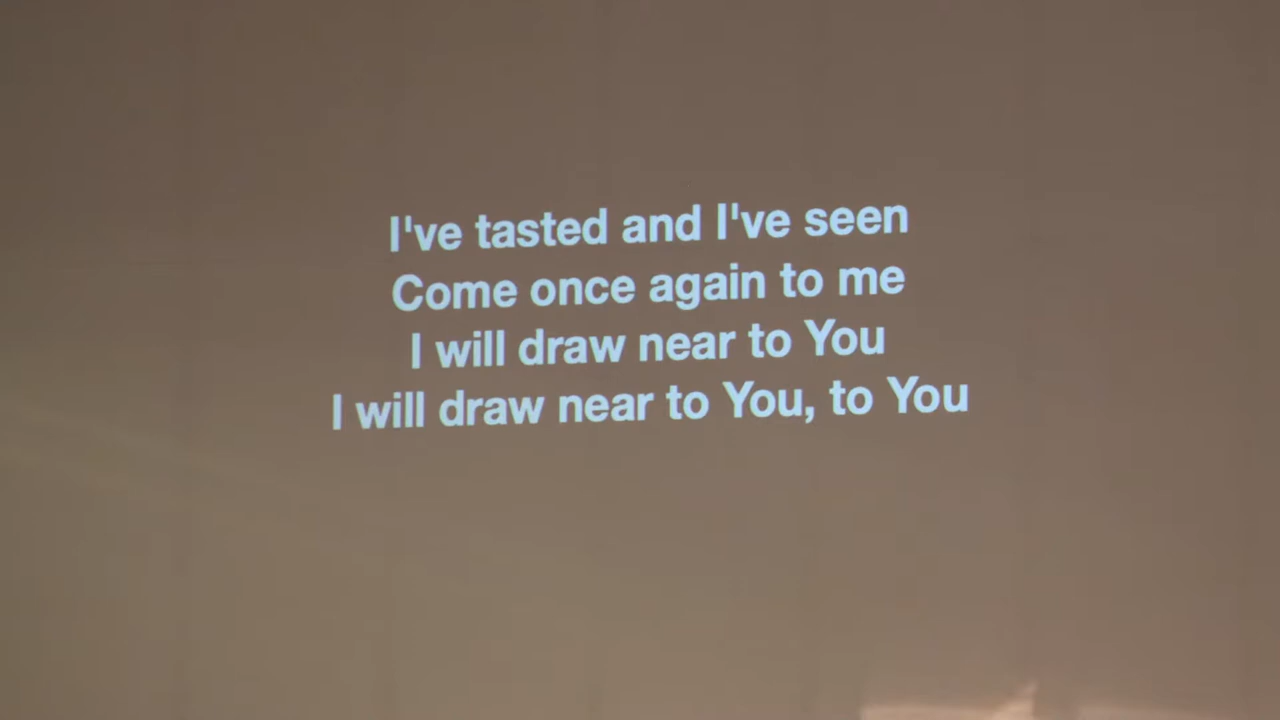 I've tasted and I've seen
Come once again to me
I will draw near to You
I will draw near to You, to You